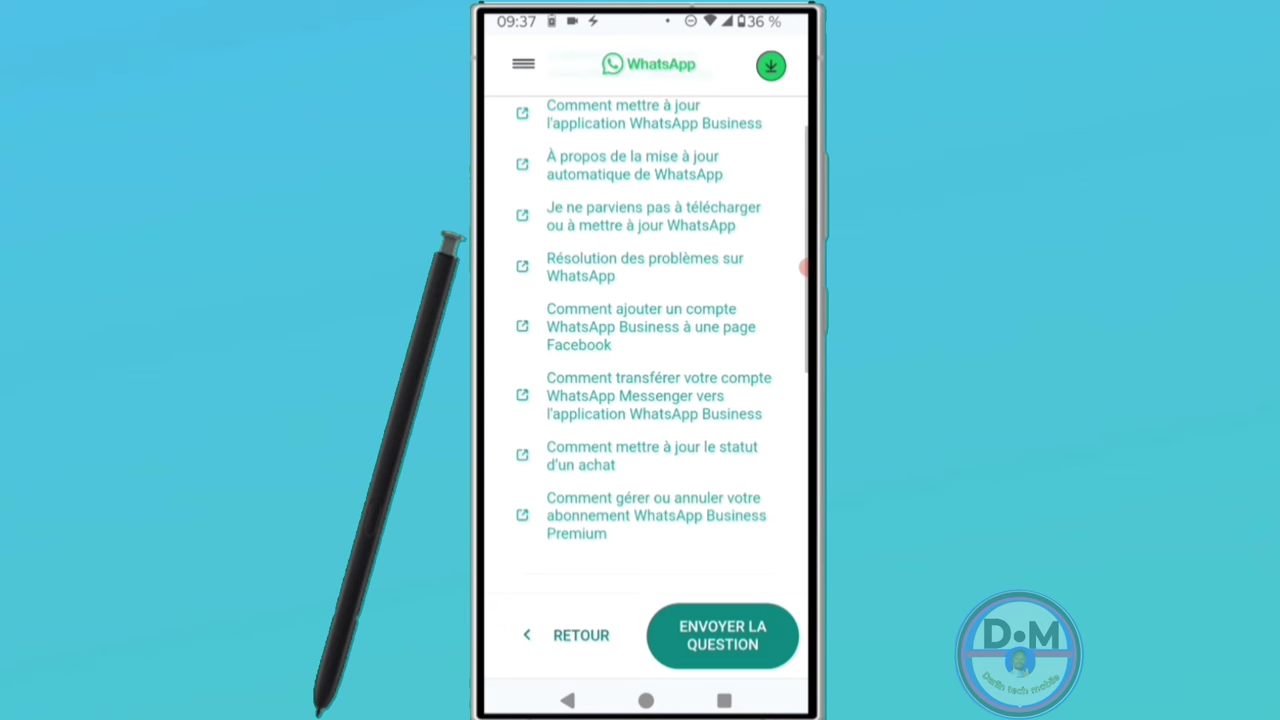 09:37
36 %
WhatsApp
Comment mettre à jour
l'application WhatsApp Business
À propos de la mise à jour
automatique de WhatsApp
Je ne parviens pas à télécharger
ou à mettre à jour WhatsApp
Résolution des problèmes sur
WhatsApp
Comment ajouter un compte
WhatsApp Business à une page
Facebook
Comment transférer votre compte
WhatsApp Messenger vers
l'application WhatsApp Business
Comment mettre à jour le statut
d'un achat
Comment gérer ou annuler votre
abonnement WhatsApp Business
Premium
RETOUR
ENVOYER LA
QUESTION
D•M
Darlin tech mobile